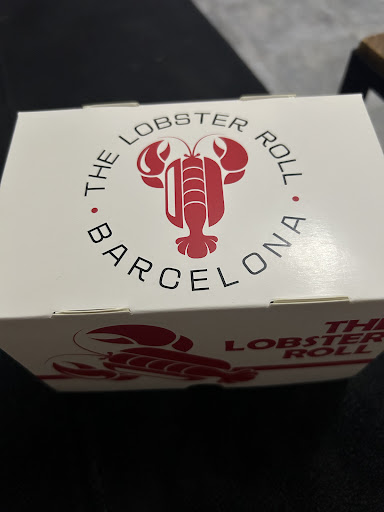 THE LOBSTER ROLL
• BARCELONA •
THE
LOBSTER
ROLL